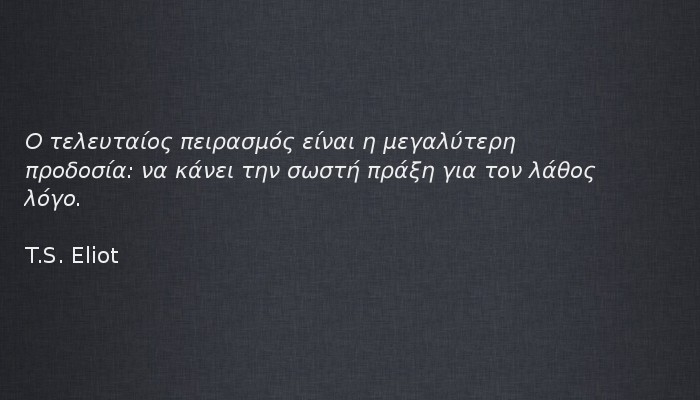 Ο τελευταίος πειρασμός είναι η μεγαλύτερη
προδοσία: να κάνει την σωστή πράξη για τον λάθος
λόγο.
T.S. Eliot